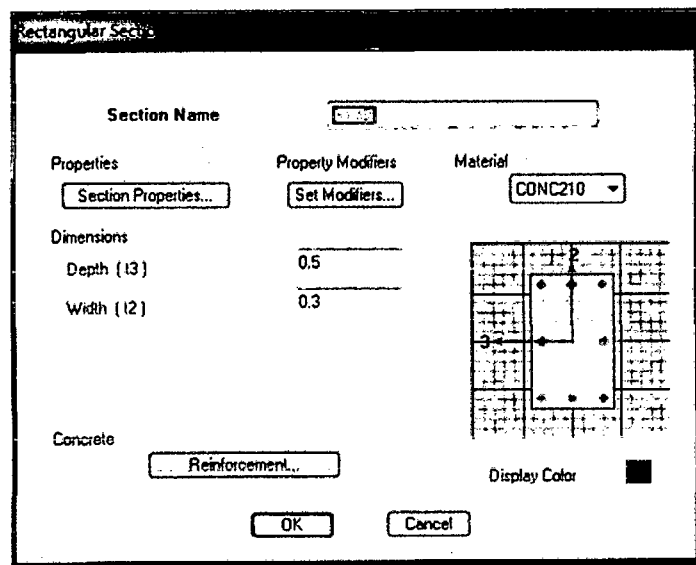 Rectangular Sectio
Section Name
Properties
Property Modifiers
Material
Section Properties...
Set Modifiers...
CONC210
Dimensions
Depth (t3)
0.5
Width (t2)
0.3
2
3
Concrete
Reinforcement...
Display Color
OK
Cancel